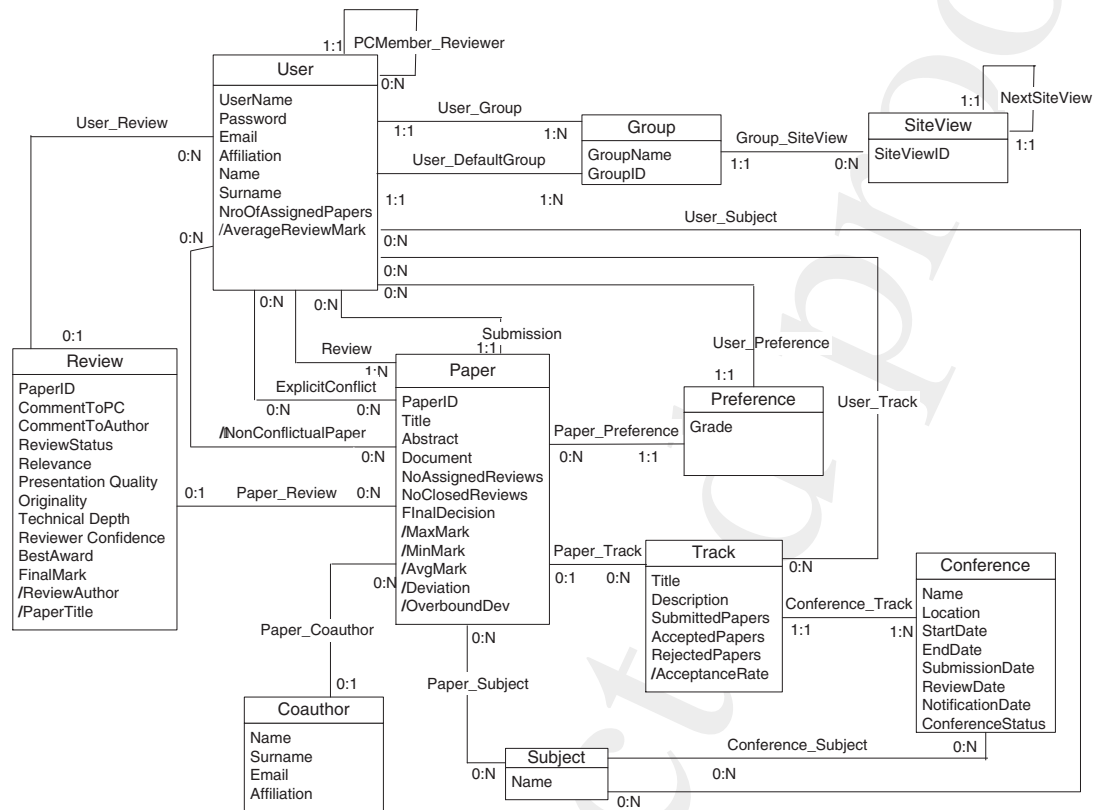 PCMember_Reviewer
1:1
0:N
User
UserName
Password
Email
Affiliation
Name
Surname
NroOfAssignedPapers
/AverageReviewMark
User_Review
0:N
0:1
User_Group
1:1
1:N
User_DefaultGroup
1:1
1:N
Group
GroupName
GroupID
Group_SiteView
1:1
0:N
SiteView
SiteViewID
1:1
NextSiteView
1:1
User_Subject
0:N
0:N
0:N
0:N
0:N
0:N
Submission
1:1
Review
1:N
ExplicitConflict
0:N
0:N
/NonConflictualPaper
0:N
User_Preference
1:1
User_Track
Review
PaperID
CommentToPC
CommentToAuthor
ReviewStatus
Relevance
Presentation Quality
Originality
Technical Depth
Reviewer Confidence
BestAward
FinalMark
/ReviewAuthor
/PaperTitle
0:1
Paper_Review
0:N
Paper
PaperID
Title
Abstract
Document
NoAssignedReviews
NoClosedReviews
FInalDecision
/MaxMark
/MinMark
/AvgMark
/Deviation
/OverboundDev
Paper_Preference
0:N
1:1
Preference
Grade
Paper_Track
0:1
0:N
Track
Title
Description
SubmittedPapers
AcceptedPapers
RejectedPapers
/AcceptanceRate
0:N
Conference_Track
1:1
1:N
Conference
Name
Location
StartDate
EndDate
SubmissionDate
ReviewDate
NotificationDate
ConferenceStatus
0:N
Paper_Coauthor
0:1
Coauthor
Name
Surname
Email
Affiliation
0:N
Paper_Subject
0:N
Subject
Name
Conference_Subject
0:N
0:N
0:N